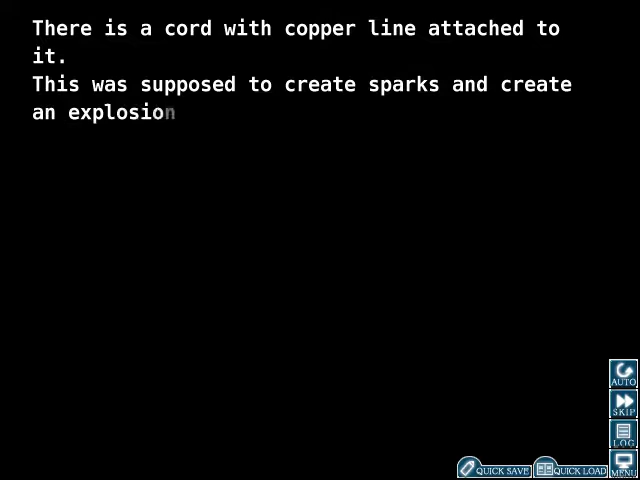 There is a cord with copper line attached to
it.
This was supposed to create sparks and create
an explosion
AUTO
SKIP
LOG
QUICK SAVE
QUICK LOAD
MENU